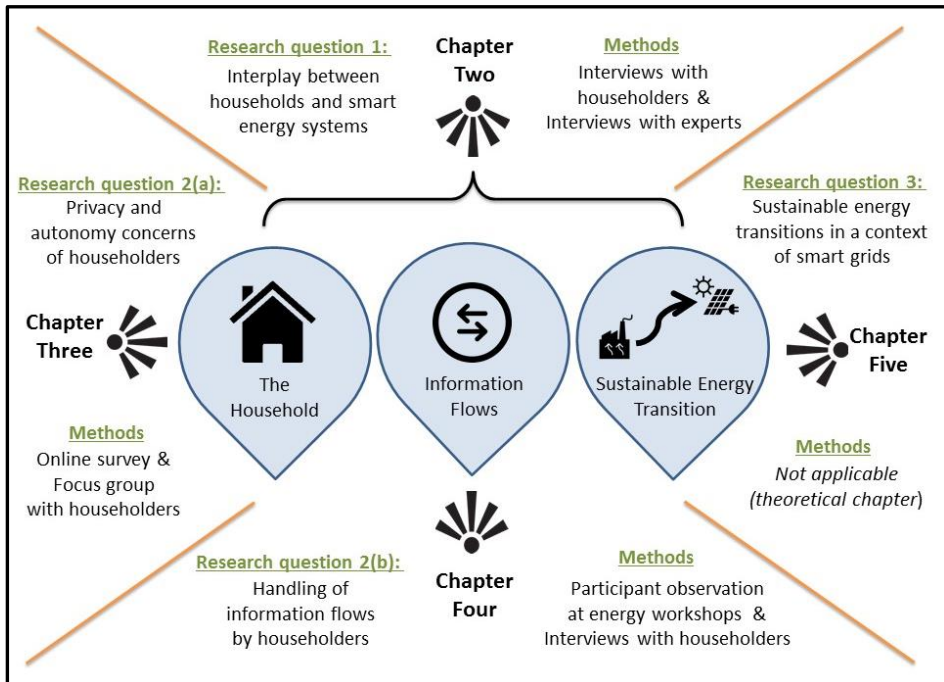 Research question 1:
Interplay between
households and smart
energy systems
Chapter
Two
Methods
Interviews with
householders &
Interviews with experts
Research question 2(a):
Privacy and
autonomy concerns
of householders
Chapter
Three
Methods
Online survey &
Focus group
with householders
The
Household
Information
Flows
Sustainable Energy
Transition
Research question 3:
Sustainable energy
transitions in a context
of smart grids
Chapter
Five
Methods
Not applicable
(theoretical chapter)
Research question 2(b):
Handling of
information flows
by householders
Chapter
Four
Methods
Participant observation
at energy workshops &
Interviews with householders